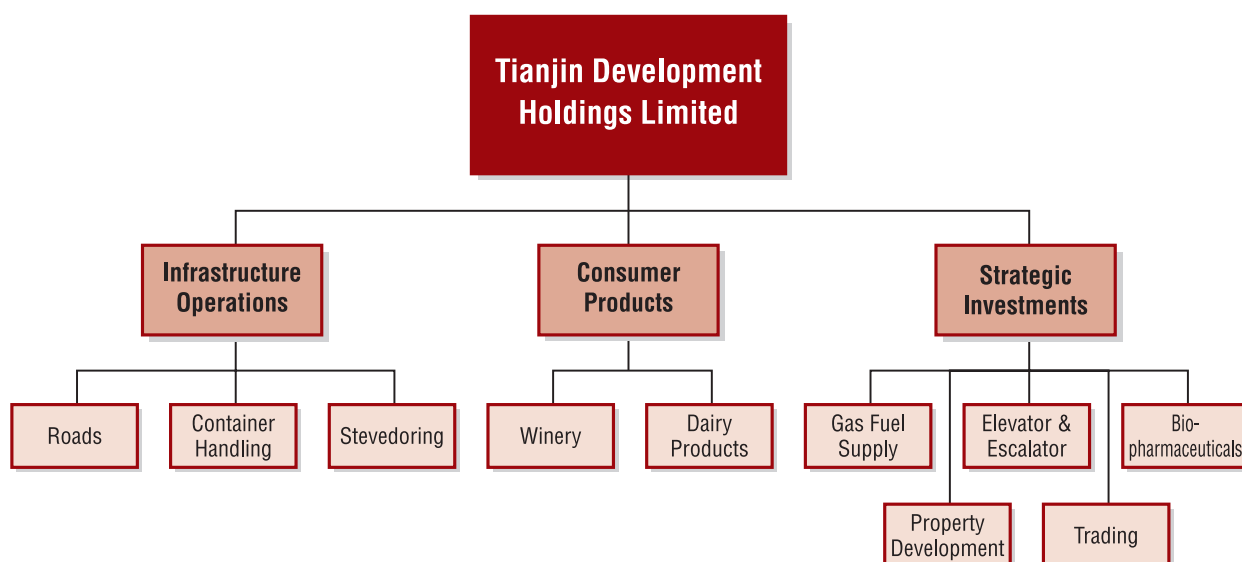 Tianjin Development
Holdings Limited
Infrastructure
Operations
Consumer
Products
Strategic
Investments
Roads
Container
Handling
Stevedoring
Winery
Dairy
Products
Gas Fuel
Supply
Elevator &
Escalator
Bio-
pharmaceuticals
Property
Development
Trading